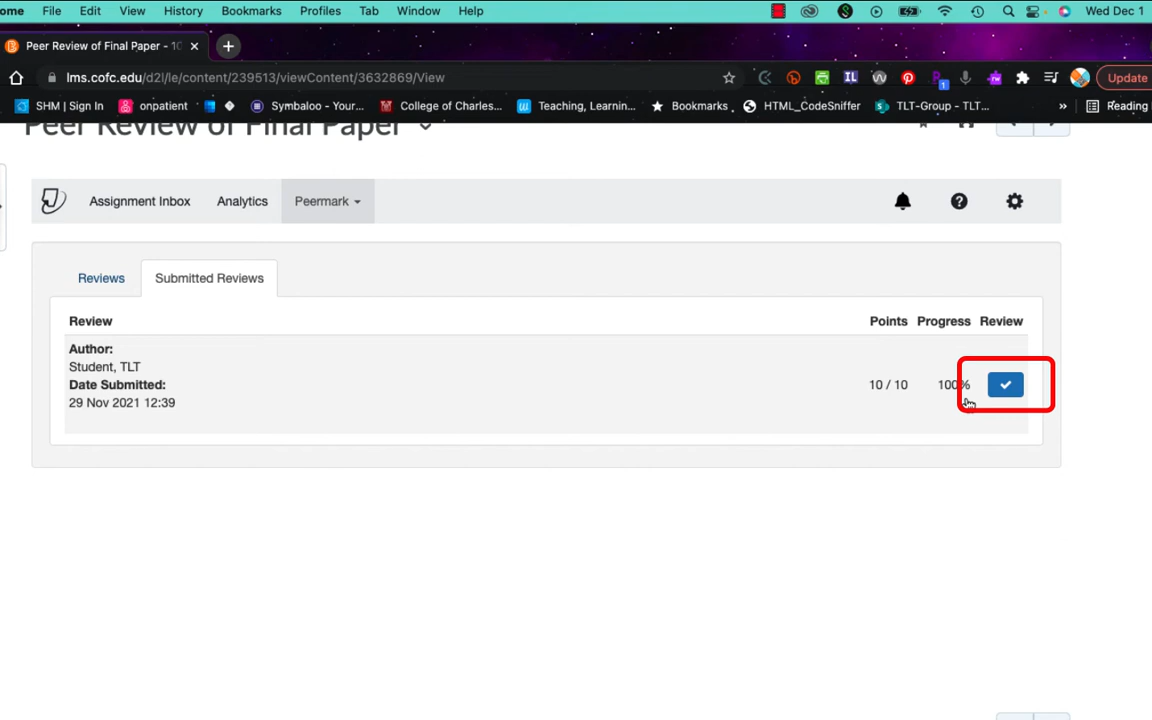 ome File Edit View History Bookmarks Profiles Tab Window Help Wed Dec 1
Peer Review of Final Paper - 10
lms.cofc.edu/d2l/le/content/239513/viewContent/3632869/View Update
SHM | Sign In onpatient Symbaloo - Your... College of Charles... Teaching, Learnin... Bookmarks HTML_CodeSniffer TLT-Group - TLT... » Reading
Peer Review of Final Paper
Assignment Inbox Analytics Peermark
Reviews Submitted Reviews
Review Points Progress Review
Author:
Student, TLT
Date Submitted: 10 / 10 100%
29 Nov 2021 12:39